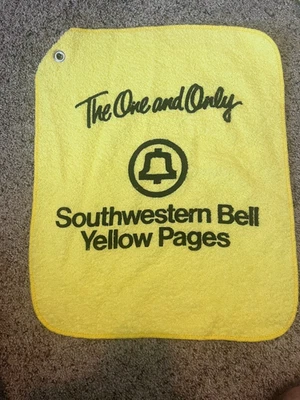 The One and Only
Southwestern Bell
Yellow Pages